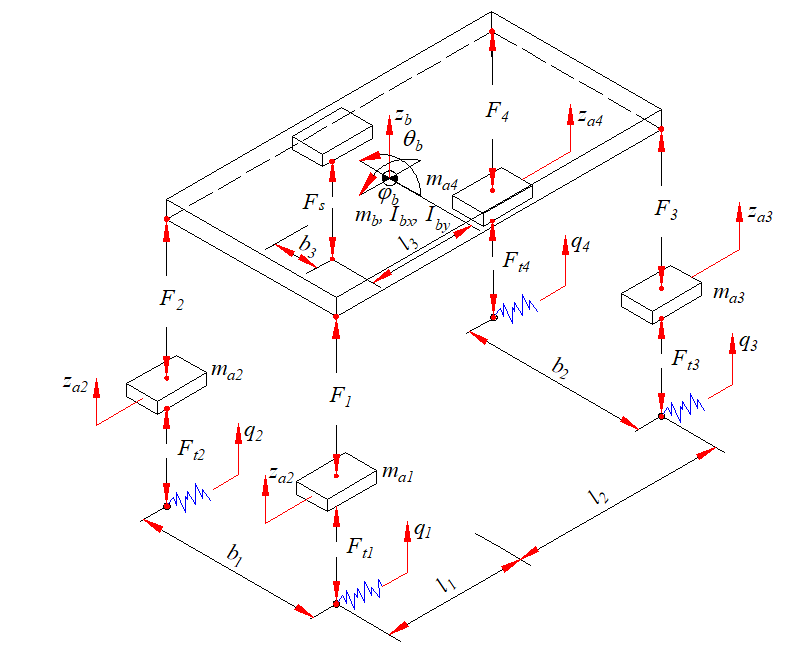 z_b
F_4
z_a4
θ_b
m_a4
F_s
φ_b
m_b, I_bx, I_by
F_3
z_a3
b_3
l_3
q_4
F_t4
F_2
m_a3
q_3
F_t3
b_2
z_a2
m_a2
F_1
q_2
F_t2
z_a2
m_a1
l_2
q_1
b_1
F_t1
l_1